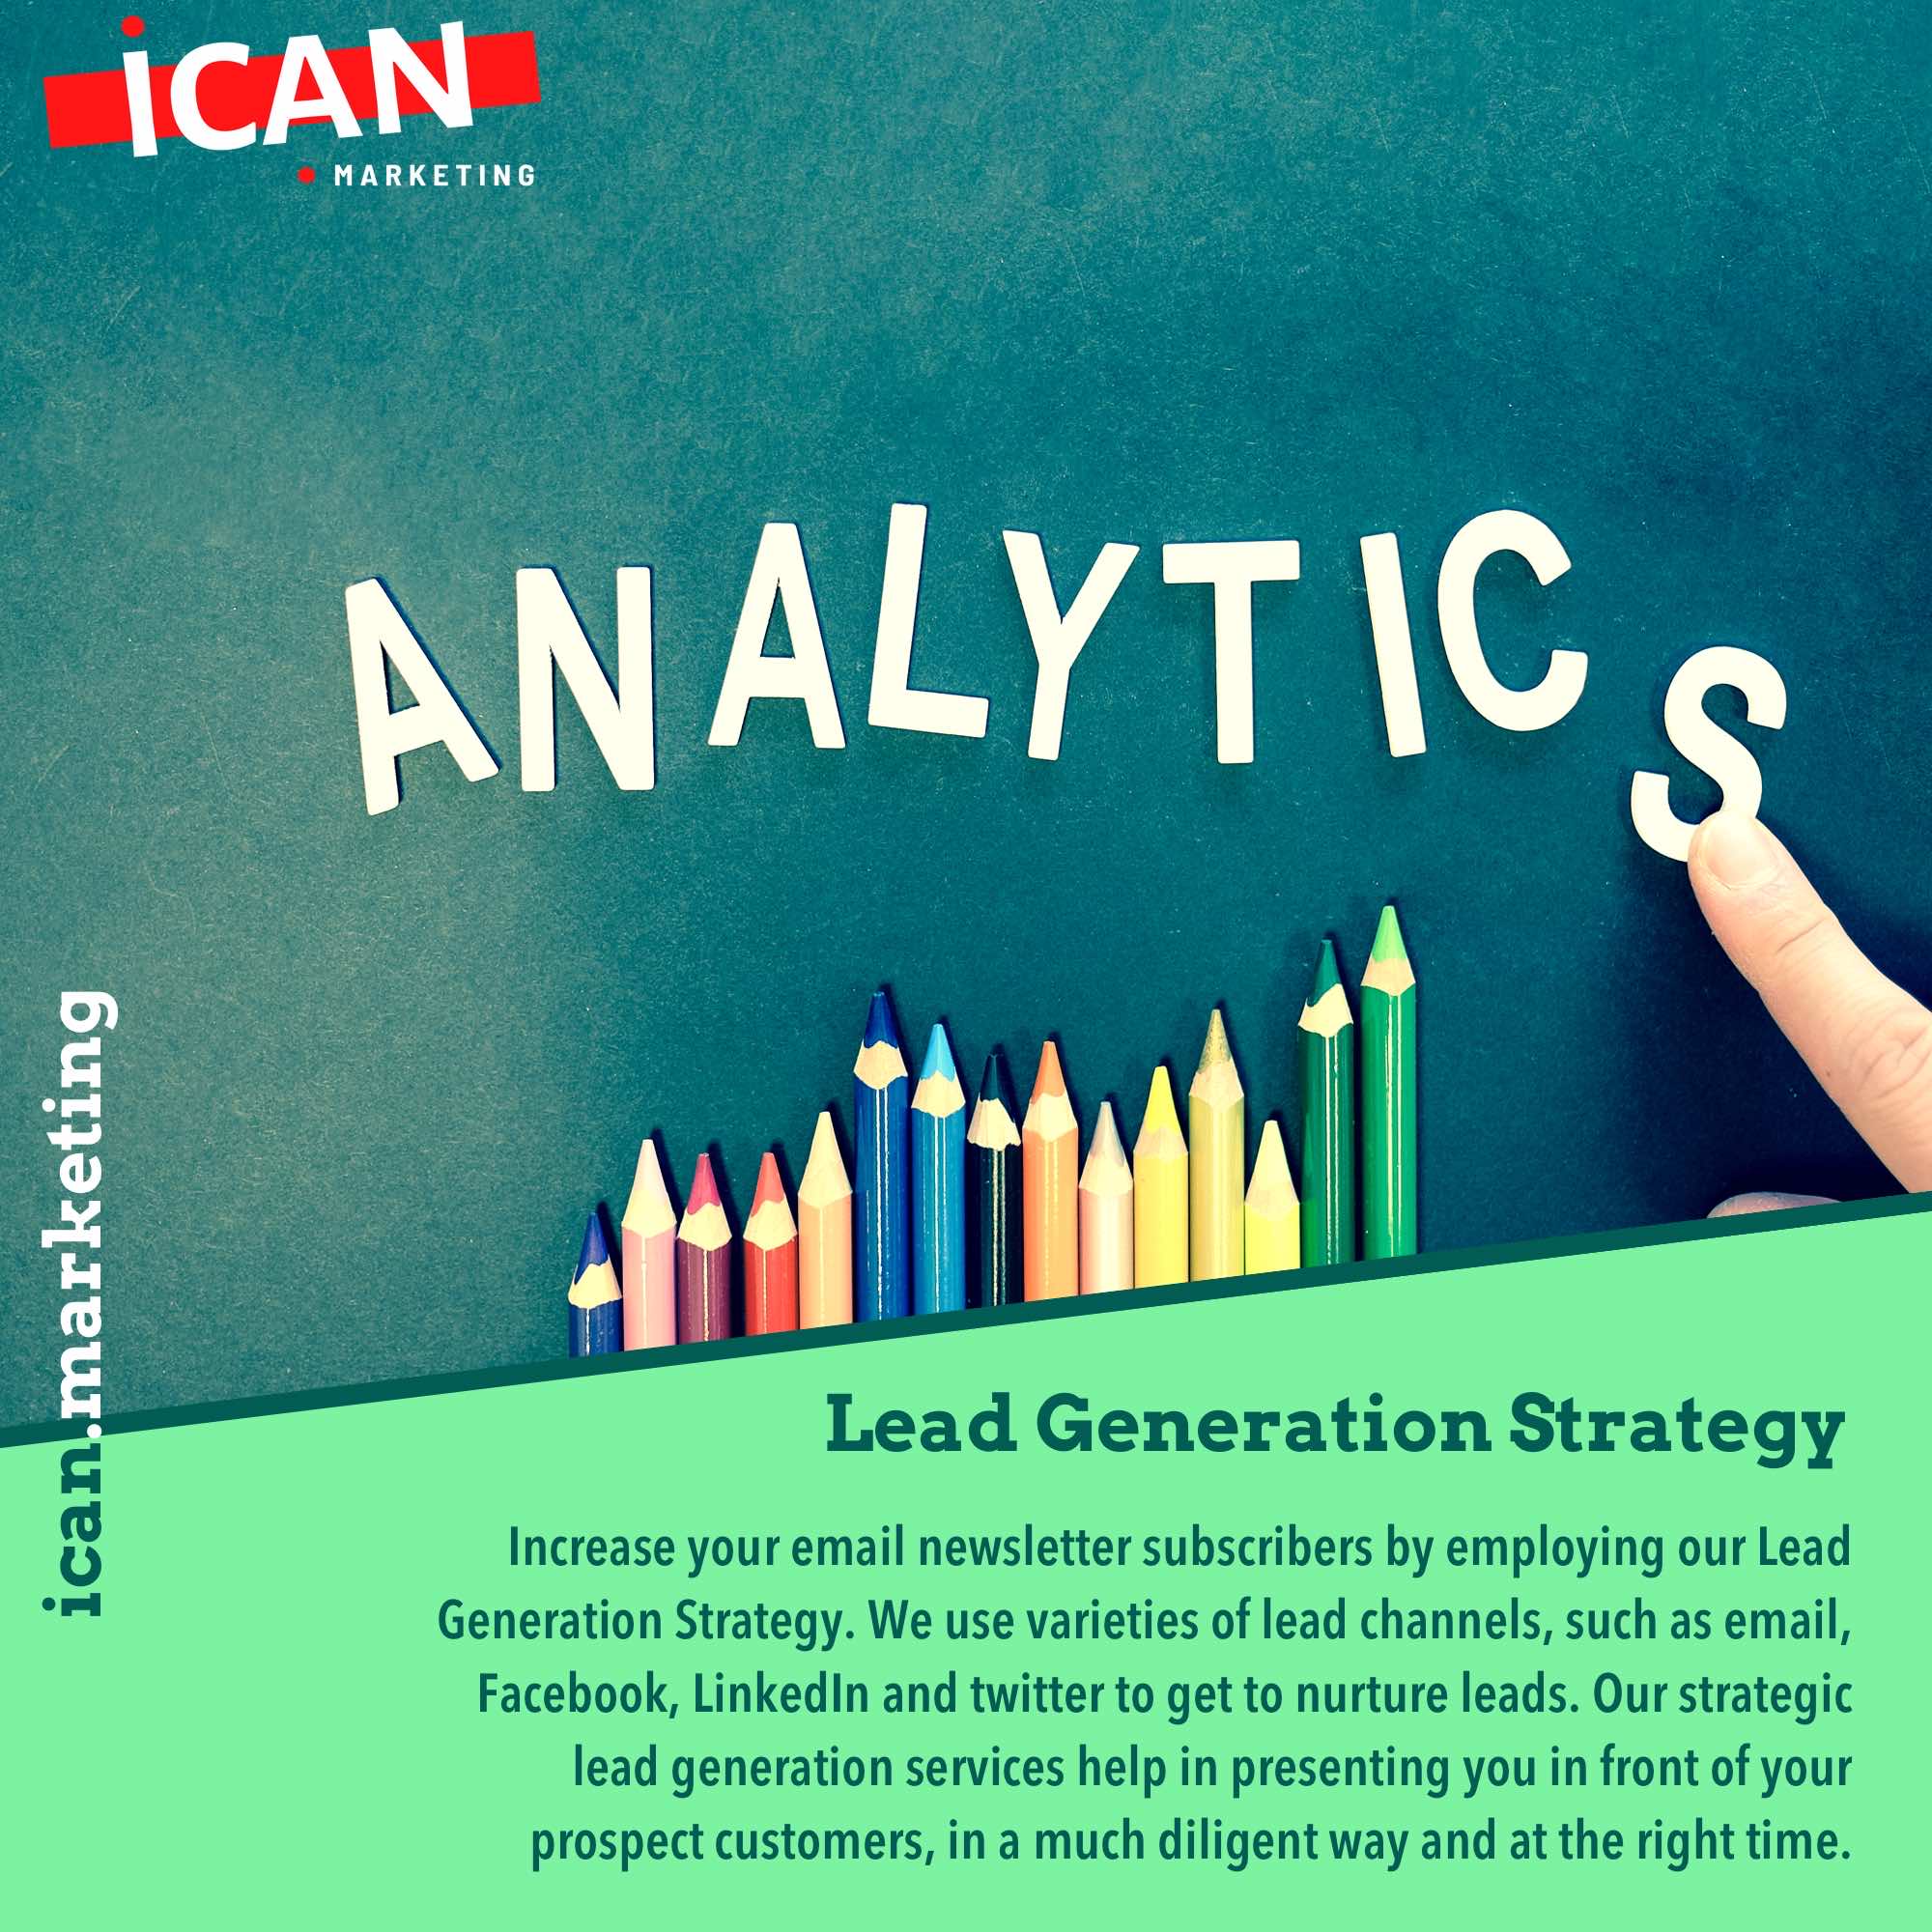 iCAN
MARKETING
ANALYTICS
ican.marketing
Lead Generation Strategy
Increase your email newsletter subscribers by employing our Lead
Generation Strategy. We use varieties of lead channels, such as email,
Facebook, LinkedIn and twitter to get to nurture leads. Our strategic
lead generation services help in presenting you in front of your
prospect customers, in a much diligent way and at the right time.